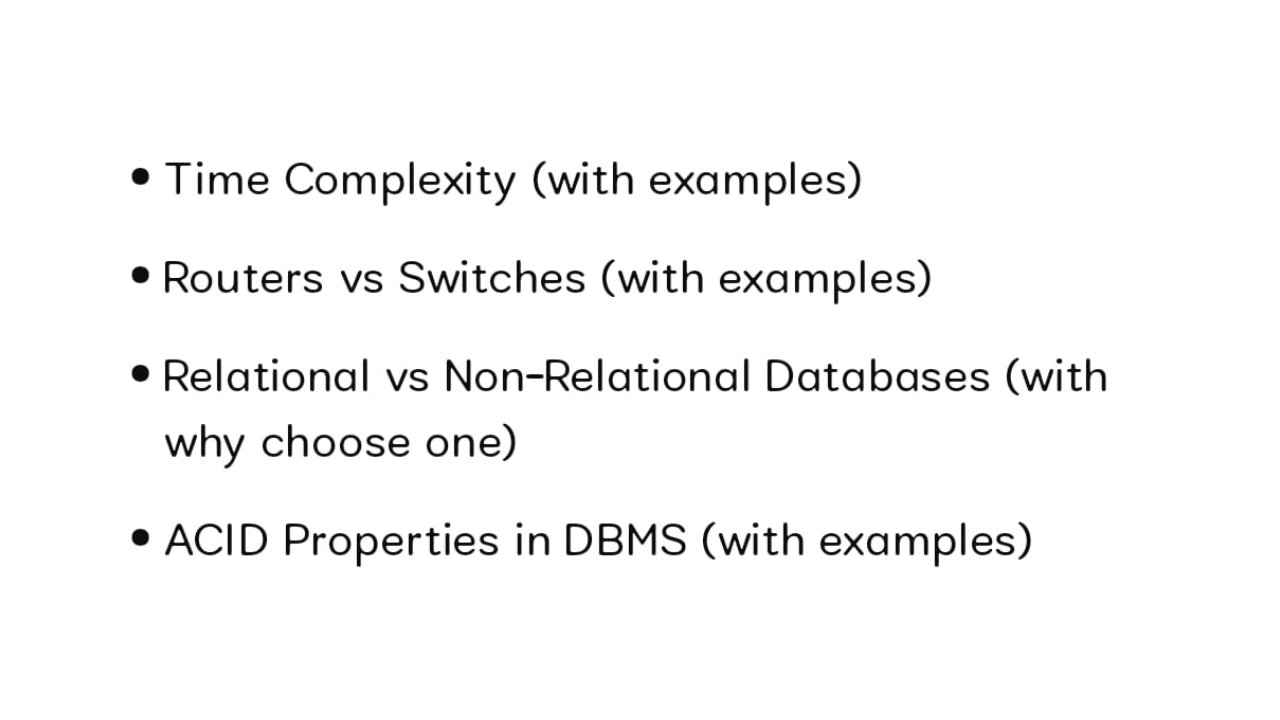 • Time Complexity (with examples)
• Routers vs Switches (with examples)
• Relational vs Non-Relational Databases (with
why choose one)
• ACID Properties in DBMS (with examples)